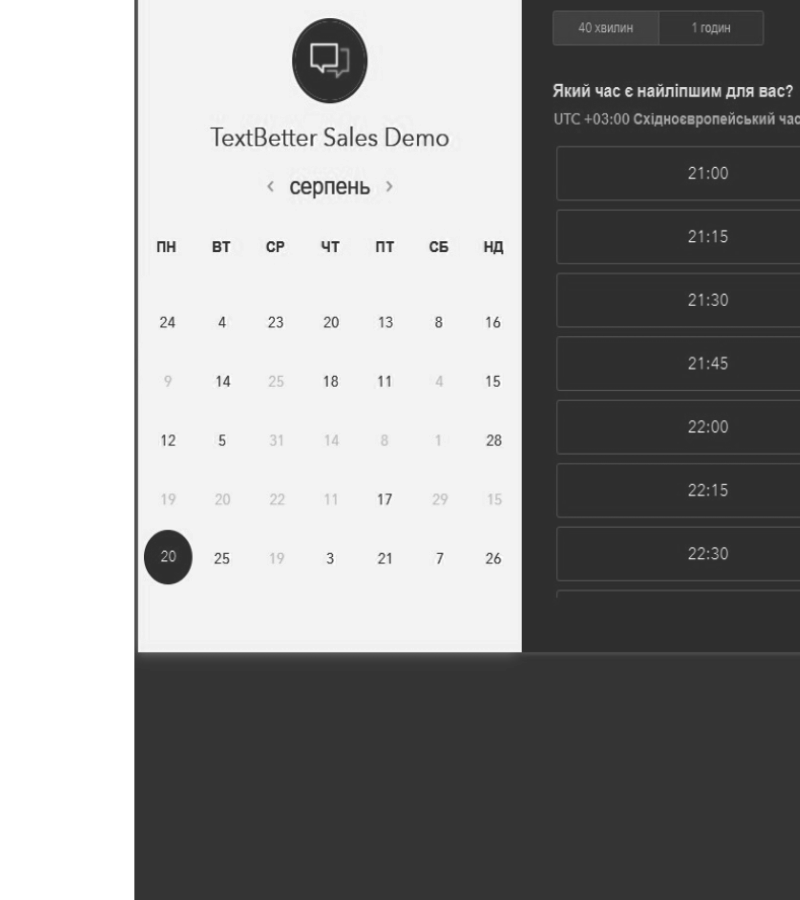 TextBetter Sales Demo
‹ серпень ›
ПН ВТ СР ЧТ ПТ СБ НД
24 4 23 20 13 8 16
9 14 25 18 11 4 15
12 5 31 14 8 1 28
19 20 22 11 17 29 15
20 25 19 3 21 7 26
40 хвилин 1 годин
Який час є найліпшим для вас?
UTC +03:00 Східноєвропейський час
21:00
21:15
21:30
21:45
22:00
22:15
22:30